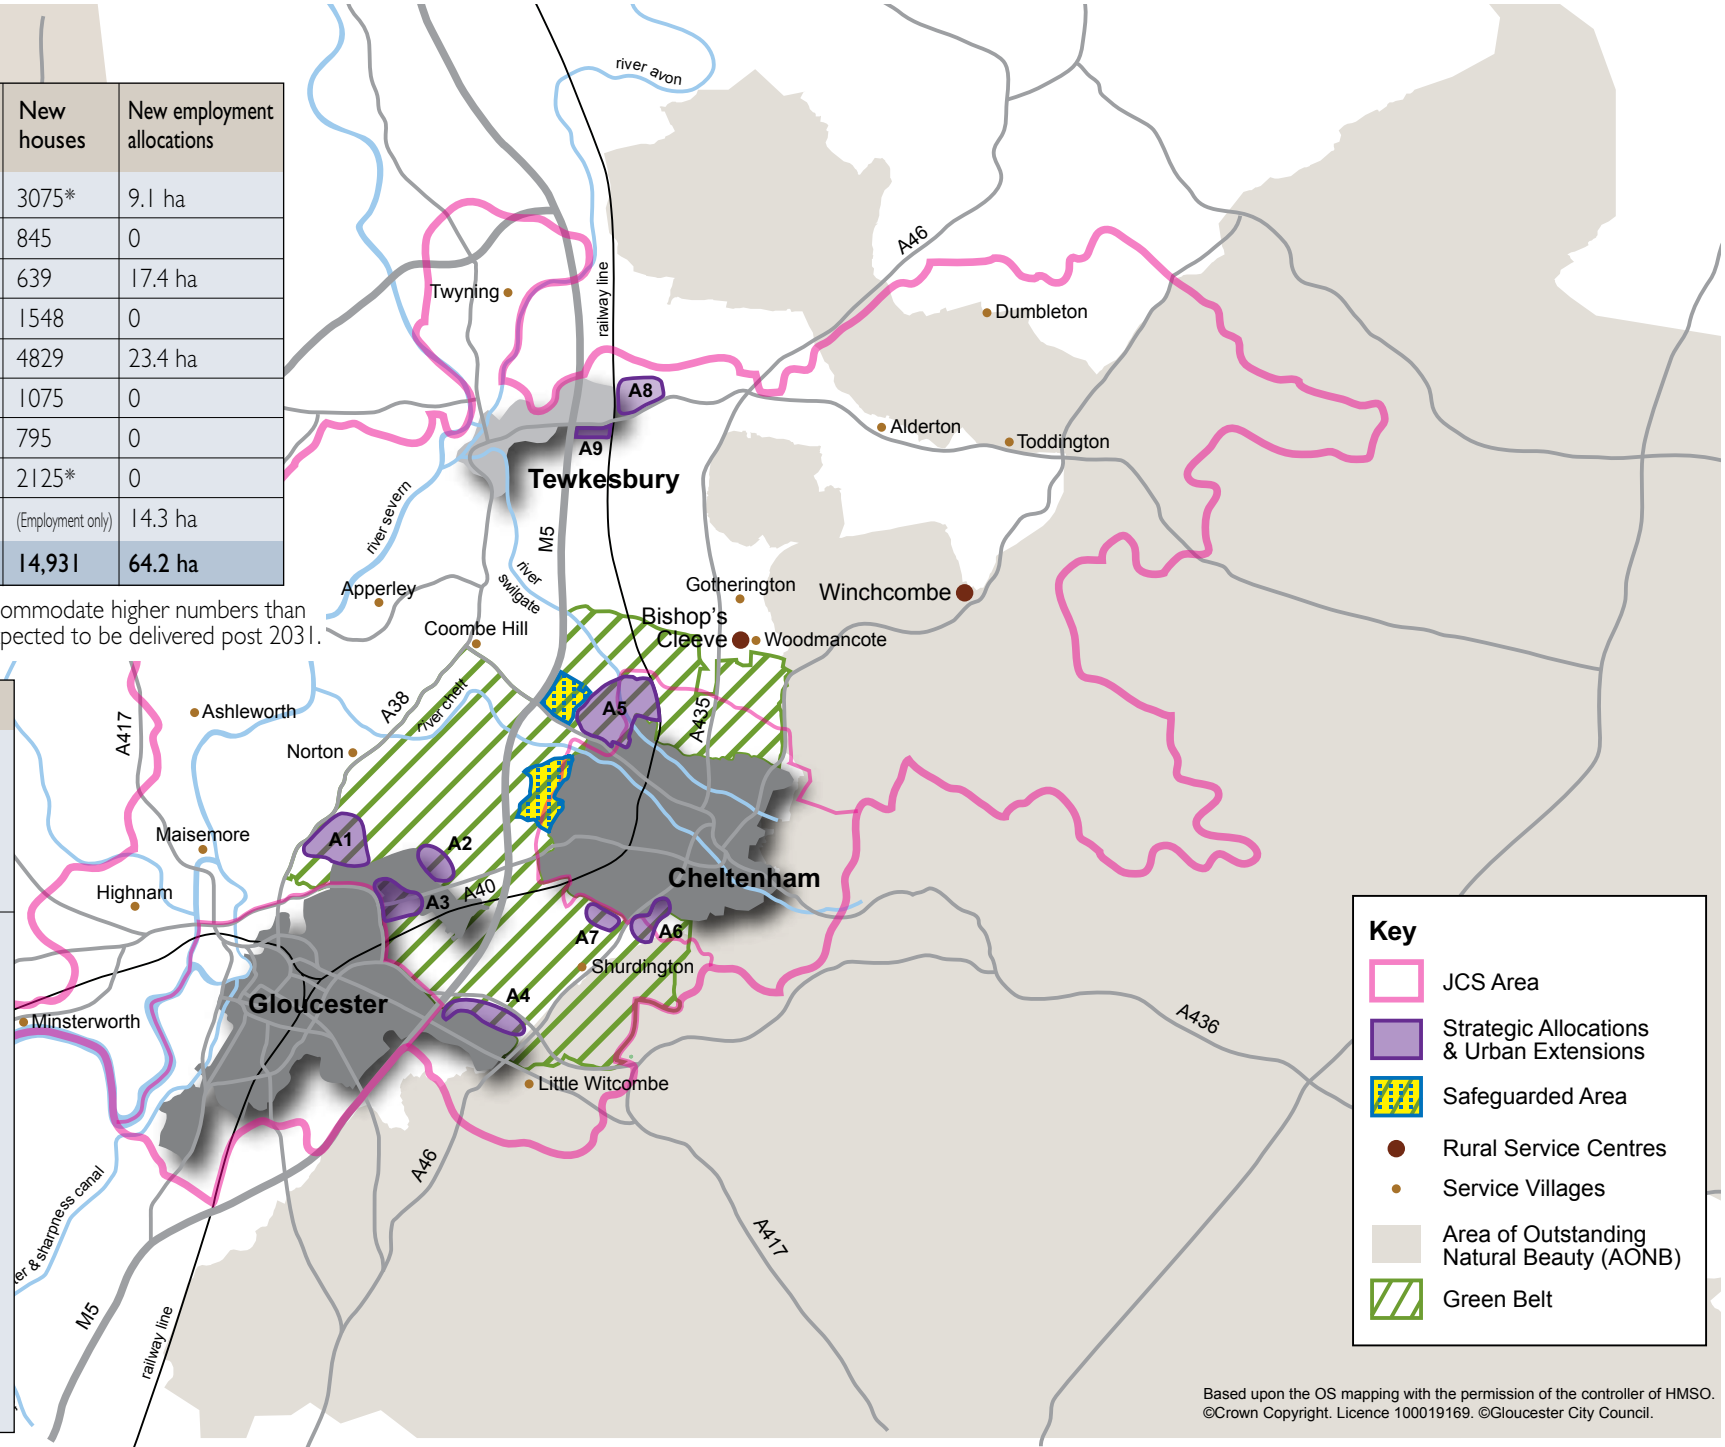 New houses
New employment allocations
3075* 9.1 ha
845 0
639 17.4 ha
1548 0
4829 23.4 ha
1075 0
795 0
2125* 0
(Employment only) 14.3 ha
14,931 64.2 ha
ommodate higher numbers than
pected to be delivered post 2031.
river avon
A46
Twyning
railway line
Dumbleton
A8
A9
Tewkesbury
Alderton
Toddington
river severn
M5
river
swilgate
Apperley
Gotherington
Winchcombe
Coombe Hill
Bishop's
Cleeve
Woodmancote
A38
river chelt
A5
A435
A417
Ashleworth
Norton
Maisemore
A1
A2
Highnam
A40
A3
Cheltenham
A7
A6
Shurdington
Gloucester
A4
Minsterworth
Little Witcombe
A436
A46
A417
er & sharpness canal
M5
railway line
Key
JCS Area
Strategic Allocations
& Urban Extensions
Safeguarded Area
Rural Service Centres
Service Villages
Area of Outstanding
Natural Beauty (AONB)
Green Belt
Based upon the OS mapping with the permission of the controller of HMSO.
©Crown Copyright. Licence 100019169. ©Gloucester City Council.